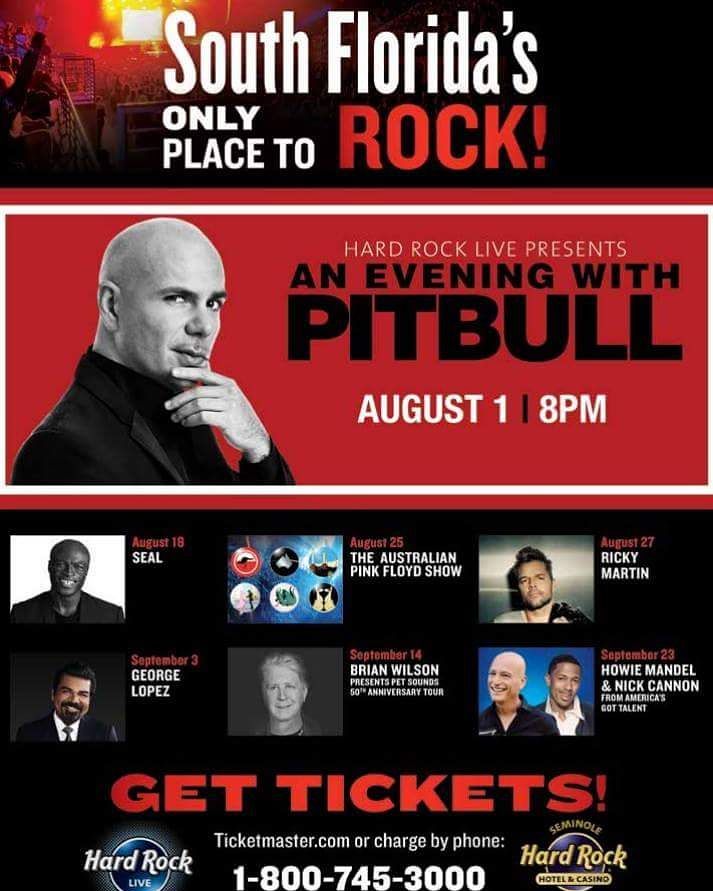 South Florida's
ONLY
PLACE TO ROCK!
HARD ROCK LIVE PRESENTS
AN EVENING WITH
PITBULL
AUGUST 1 | 8PM
August 18
SEAL
August 25
THE AUSTRALIAN
PINK FLOYD SHOW
August 27
RICKY
MARTIN
September 3
GEORGE
LOPEZ
September 14
BRIAN WILSON
PRESENTS PET SOUNDS
50TH ANNIVERSARY TOUR
September 23
HOWIE MANDEL
& NICK CANNON
FROM AMERICA'S
GOT TALENT
GET TICKETS!
Ticketmaster.com or charge by phone:
1-800-745-3000
Hard Rock
LIVE
SEMINOLE
Hard Rock
HOTEL & CASINO